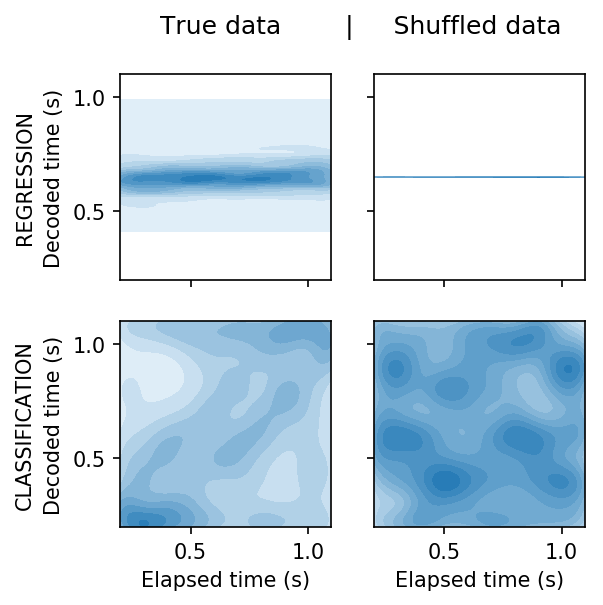 True data | Shuffled data
REGRESSION
Decoded time (s)
1.0
0.5
CLASSIFICATION
Decoded time (s)
1.0
0.5
0.5 1.0 0.5 1.0
Elapsed time (s) Elapsed time (s)